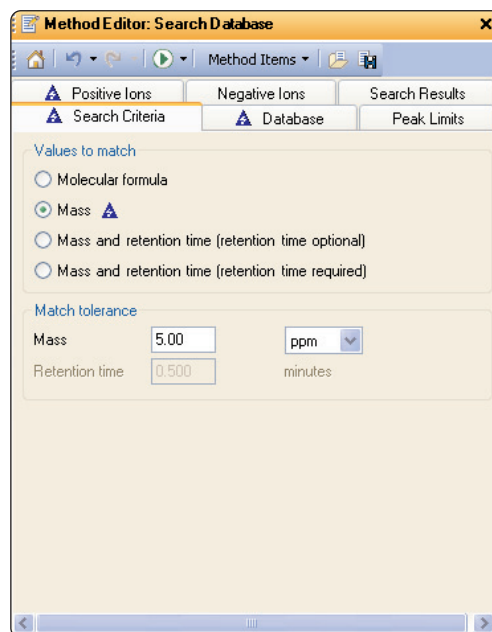 Method Editor: Search Database
Method Items
Positive Ions Negative Ions Search Results
Search Criteria Database Peak Limits
Values to match
Molecular formula
Mass
Mass and retention time (retention time optional)
Mass and retention time (retention time required)
Match tolerance
Mass 5.00 ppm
Retention time 0.500 minutes